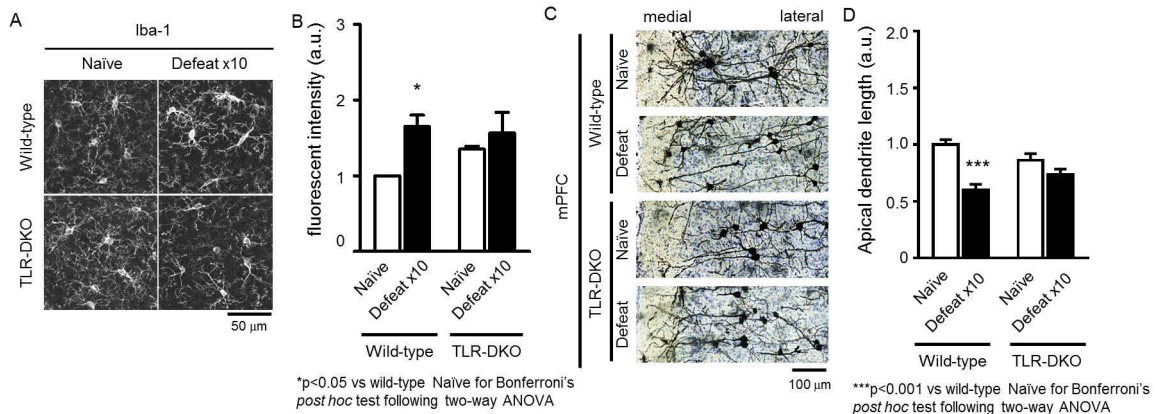 A
Iba-1
Naïve Defeat x10
Wild-type
TLR-DKO
50 μm
B
fluorescent intensity (a.u.)
3
2
1
0
*
Naïve
Defeat x10
Naïve
Defeat x10
Wild-type TLR-DKO
*p<0.05 vs wild-type Naïve for Bonferroni's
post hoc test following two-way ANOVA
C
medial lateral
mPFC
Wild-type
Naïve
Defeat
TLR-DKO
Naïve
Defeat
100 μm
D
Apical dendrite length (a.u.)
2.0
1.5
1.0
0.5
0
***
Naïve
Defeat x10
Naïve
Defeat x10
Wild-type TLR-DKO
***p<0.001 vs wild-type Naïve for Bonferroni's
post hoc test following two-way ANOVA